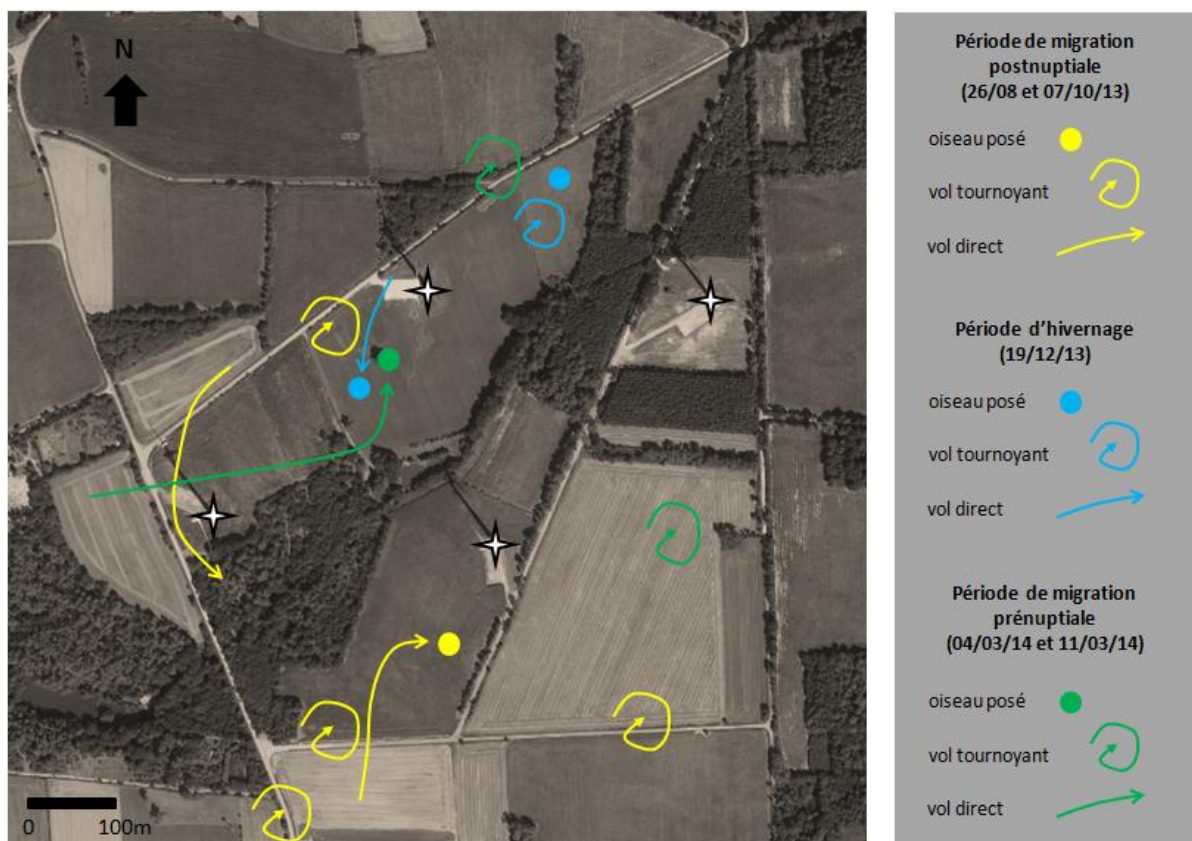 N
0 100m
Période de migration
postnuptiale
(26/08 et 07/10/13)
oiseau posé
vol tournoyant
vol direct
Période d'hivernage
(19/12/13)
oiseau posé
vol tournoyant
vol direct
Période de migration
prénuptiale
(04/03/14 et 11/03/14)
oiseau posé
vol tournoyant
vol direct